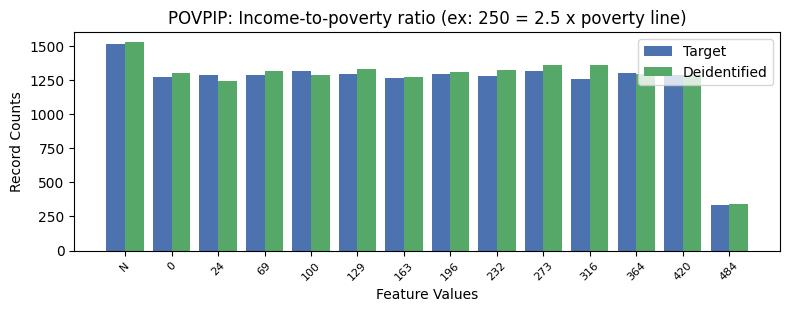 POVPIP: Income-to-poverty ratio (ex: 250 = 2.5 x poverty line)
Target
Deidentified
Record Counts
1500
1250
1000
750
500
250
0
N 0 24 69 100 129 163 196 232 273 316 364 420 484
Feature Values